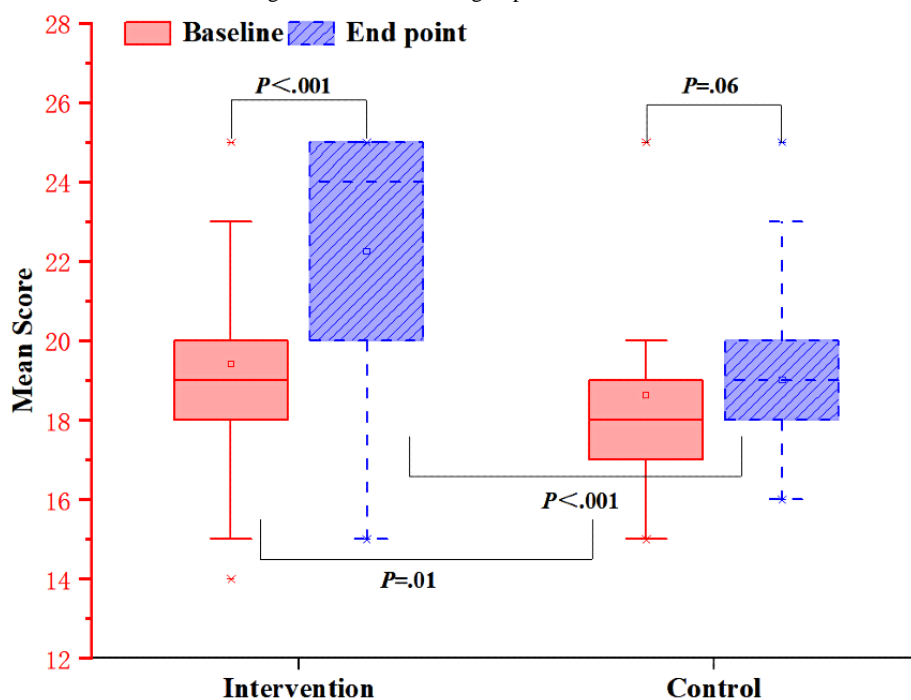 28
Baseline
End point
26
P<.001
P=.06
24
22
20
Mean Score
18
P<.001
16
P=.01
14
12
Intervention
Control